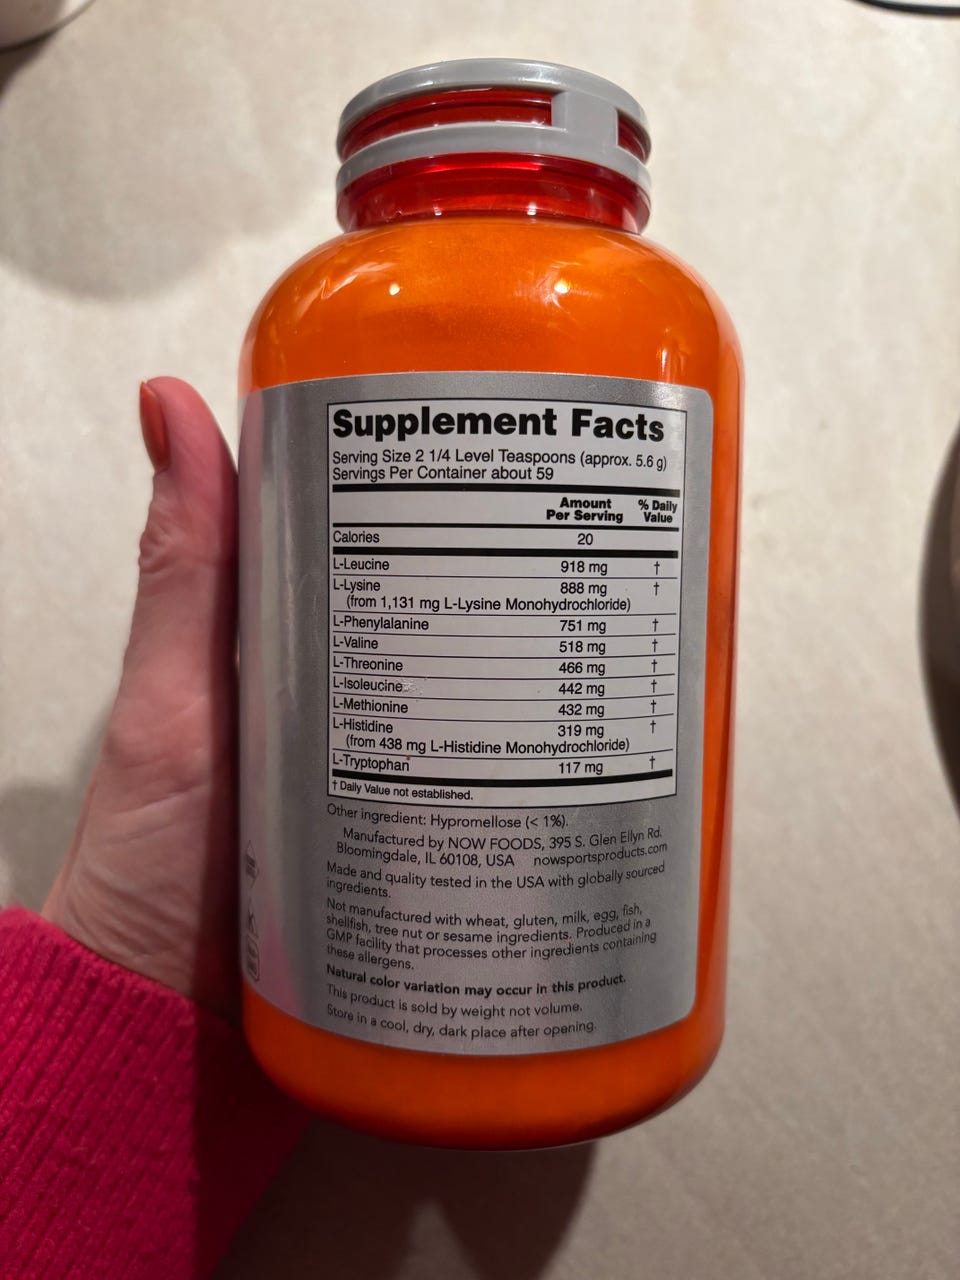 Supplement Facts
Serving Size 2 1/4 Level Teaspoons (approx. 5.6 g)
Servings Per Container about 59
Amount Per Serving % Daily Value
Calories 20
L-Leucine 918 mg †
L-Lysine 888 mg †
(from 1,131 mg L-Lysine Monohydrochloride)
L-Phenylalanine 751 mg †
L-Valine 518 mg †
L-Threonine 466 mg †
L-Isoleucine 442 mg †
L-Methionine 432 mg †
L-Histidine 319 mg †
(from 438 mg L-Histidine Monohydrochloride)
L-Tryptophan 117 mg †
† Daily Value not established.
Other ingredient: Hypromellose (< 1%).
Manufactured by NOW FOODS, 395 S. Glen Ellyn Rd.
Bloomingdale, IL 60108, USA nowsportsproducts.com
Made and quality tested in the USA with globally sourced
ingredients.
Not manufactured with wheat, gluten, milk, egg, fish,
shellfish, tree nut or sesame ingredients. Produced in a
GMP facility that processes other ingredients containing
these allergens.
Natural color variation may occur in this product.
This product is sold by weight not volume.
Store in a cool, dry, dark place after opening.